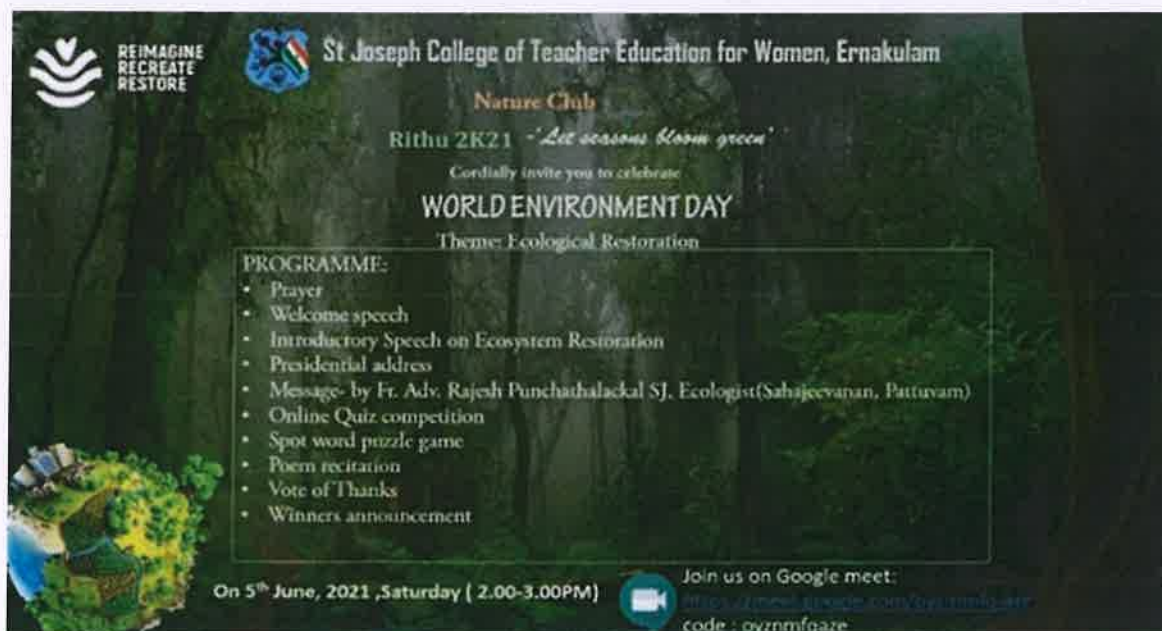 REIMAGINE
RECREATE
RESTORE
St Joseph College of Teacher Education for Women, Ernakulam
Nature Club
Rithu 2K21 -'Let seasons bloom green'
Cordially invite you to celebrate
WORLD ENVIRONMENT DAY
Theme: Ecological Restoration
PROGRAMME:
• Prayer
• Welcome speech
• Introductory Speech on Ecosystem Restoration
• Presidential address
• Message- by Fr. Adv. Rajesh Punchathalackal SJ, Ecologist(Sahajeevanan, Pattuvam)
• Online Quiz competition
• Spot word puzzle game
• Poem recitation
• Vote of Thanks
• Winners announcement
On 5th June, 2021 ,Saturday ( 2.00-3.00PM)
Join us on Google meet:
code : oyznmfqaze